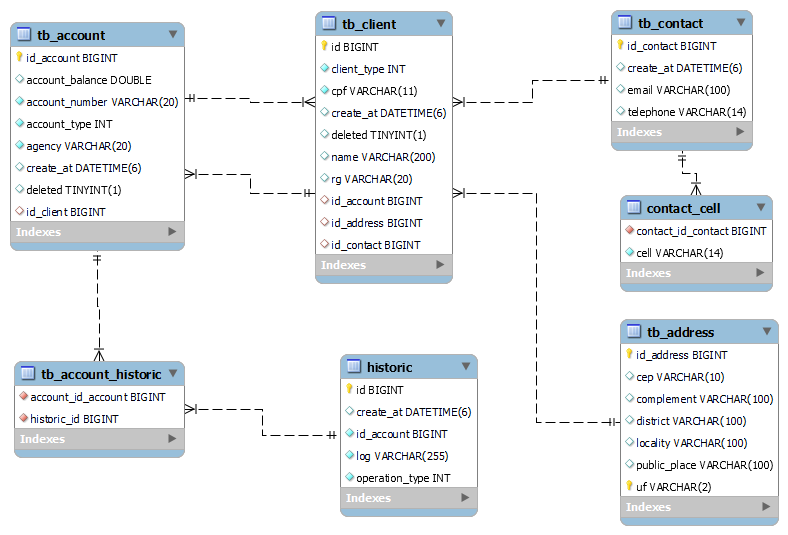 tb_account
id_account BIGINT
account_balance DOUBLE
account_number VARCHAR(20)
account_type INT
agency VARCHAR(20)
create_at DATETIME(6)
deleted TINYINT(1)
id_client BIGINT
Indexes
tb_client
id BIGINT
client_type INT
cpf VARCHAR(11)
create_at DATETIME(6)
deleted TINYINT(1)
name VARCHAR(200)
rg VARCHAR(20)
id_account BIGINT
id_address BIGINT
id_contact BIGINT
Indexes
tb_contact
id_contact BIGINT
create_at DATETIME(6)
email VARCHAR(100)
telephone VARCHAR(14)
Indexes
contact_cell
contact_id_contact BIGINT
cell VARCHAR(14)
Indexes
tb_account_historic
account_id_account BIGINT
historic_id BIGINT
Indexes
historic
id BIGINT
create_at DATETIME(6)
id_account BIGINT
log VARCHAR(255)
operation_type INT
Indexes
tb_address
id_address BIGINT
cep VARCHAR(10)
complement VARCHAR(100)
district VARCHAR(100)
locality VARCHAR(100)
public_place VARCHAR(100)
uf VARCHAR(2)
Indexes